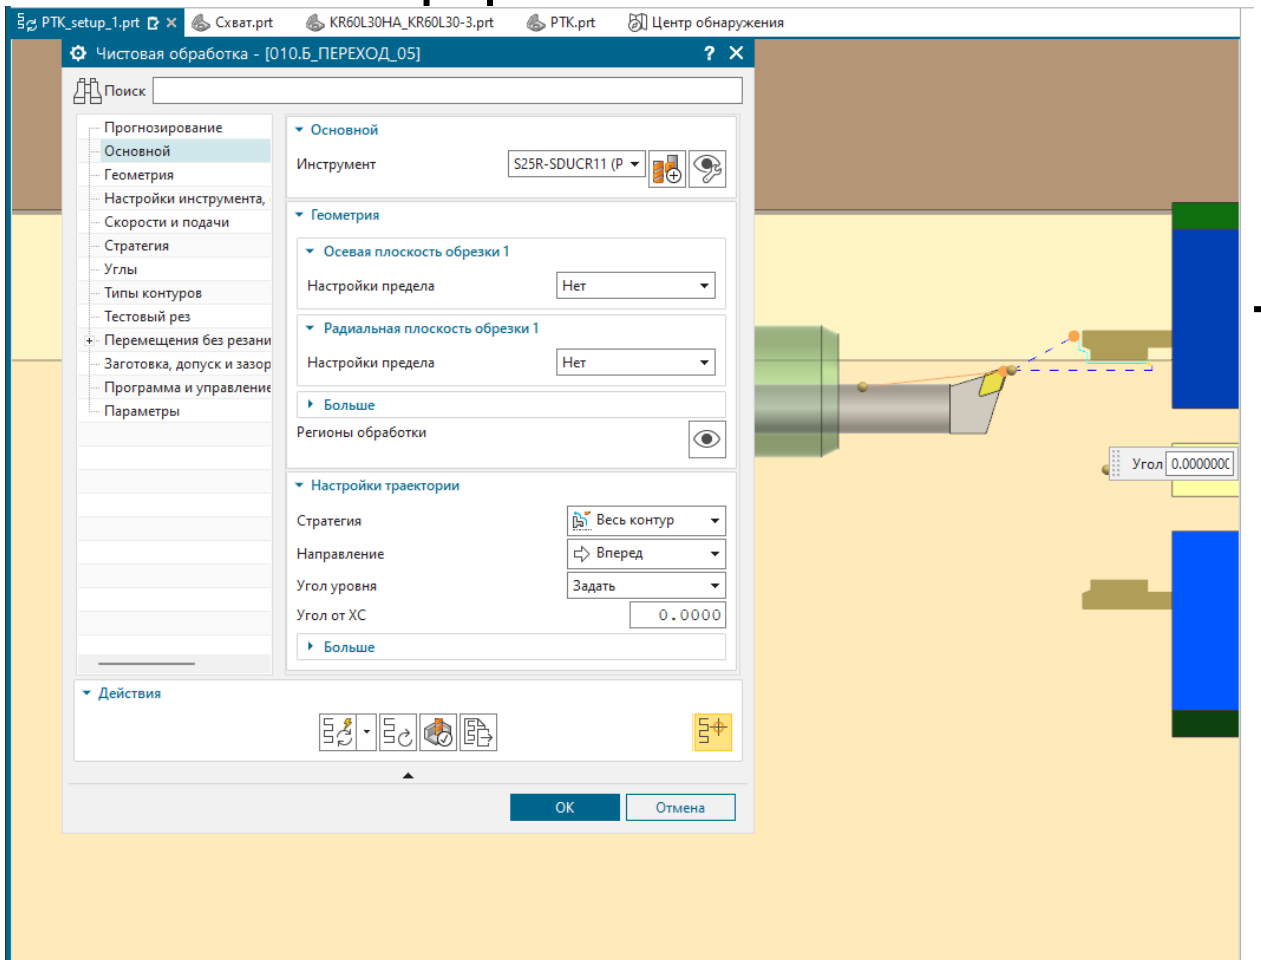 PTK_setup_1.prt
Схват.prt
KR60L30HA_KR60L30-3.prt
PTK.prt
Центр обнаружения
Чистовая обработка - [010.Б_ПЕРЕХОД_05]
Поиск
Прогнозирование
Основной
Геометрия
Настройки инструмента,
Скорости и подачи
Стратегия
Углы
Типы контуров
Тестовый рез
Перемещения без резани
Заготовка, допуск и зазор
Программа и управление
Параметры
Основной
Инструмент
S25R-SDUCR11 (P
Геометрия
Осевая плоскость обрезки 1
Настройки предела
Нет
Радиальная плоскость обрезки 1
Настройки предела
Нет
Больше
Регионы обработки
Настройки траектории
Стратегия
Весь контур
Направление
Вперед
Угол уровня
Задать
Угол от XC
0.0000
Больше
Действия
OK
Отмена
Угол
0.000000